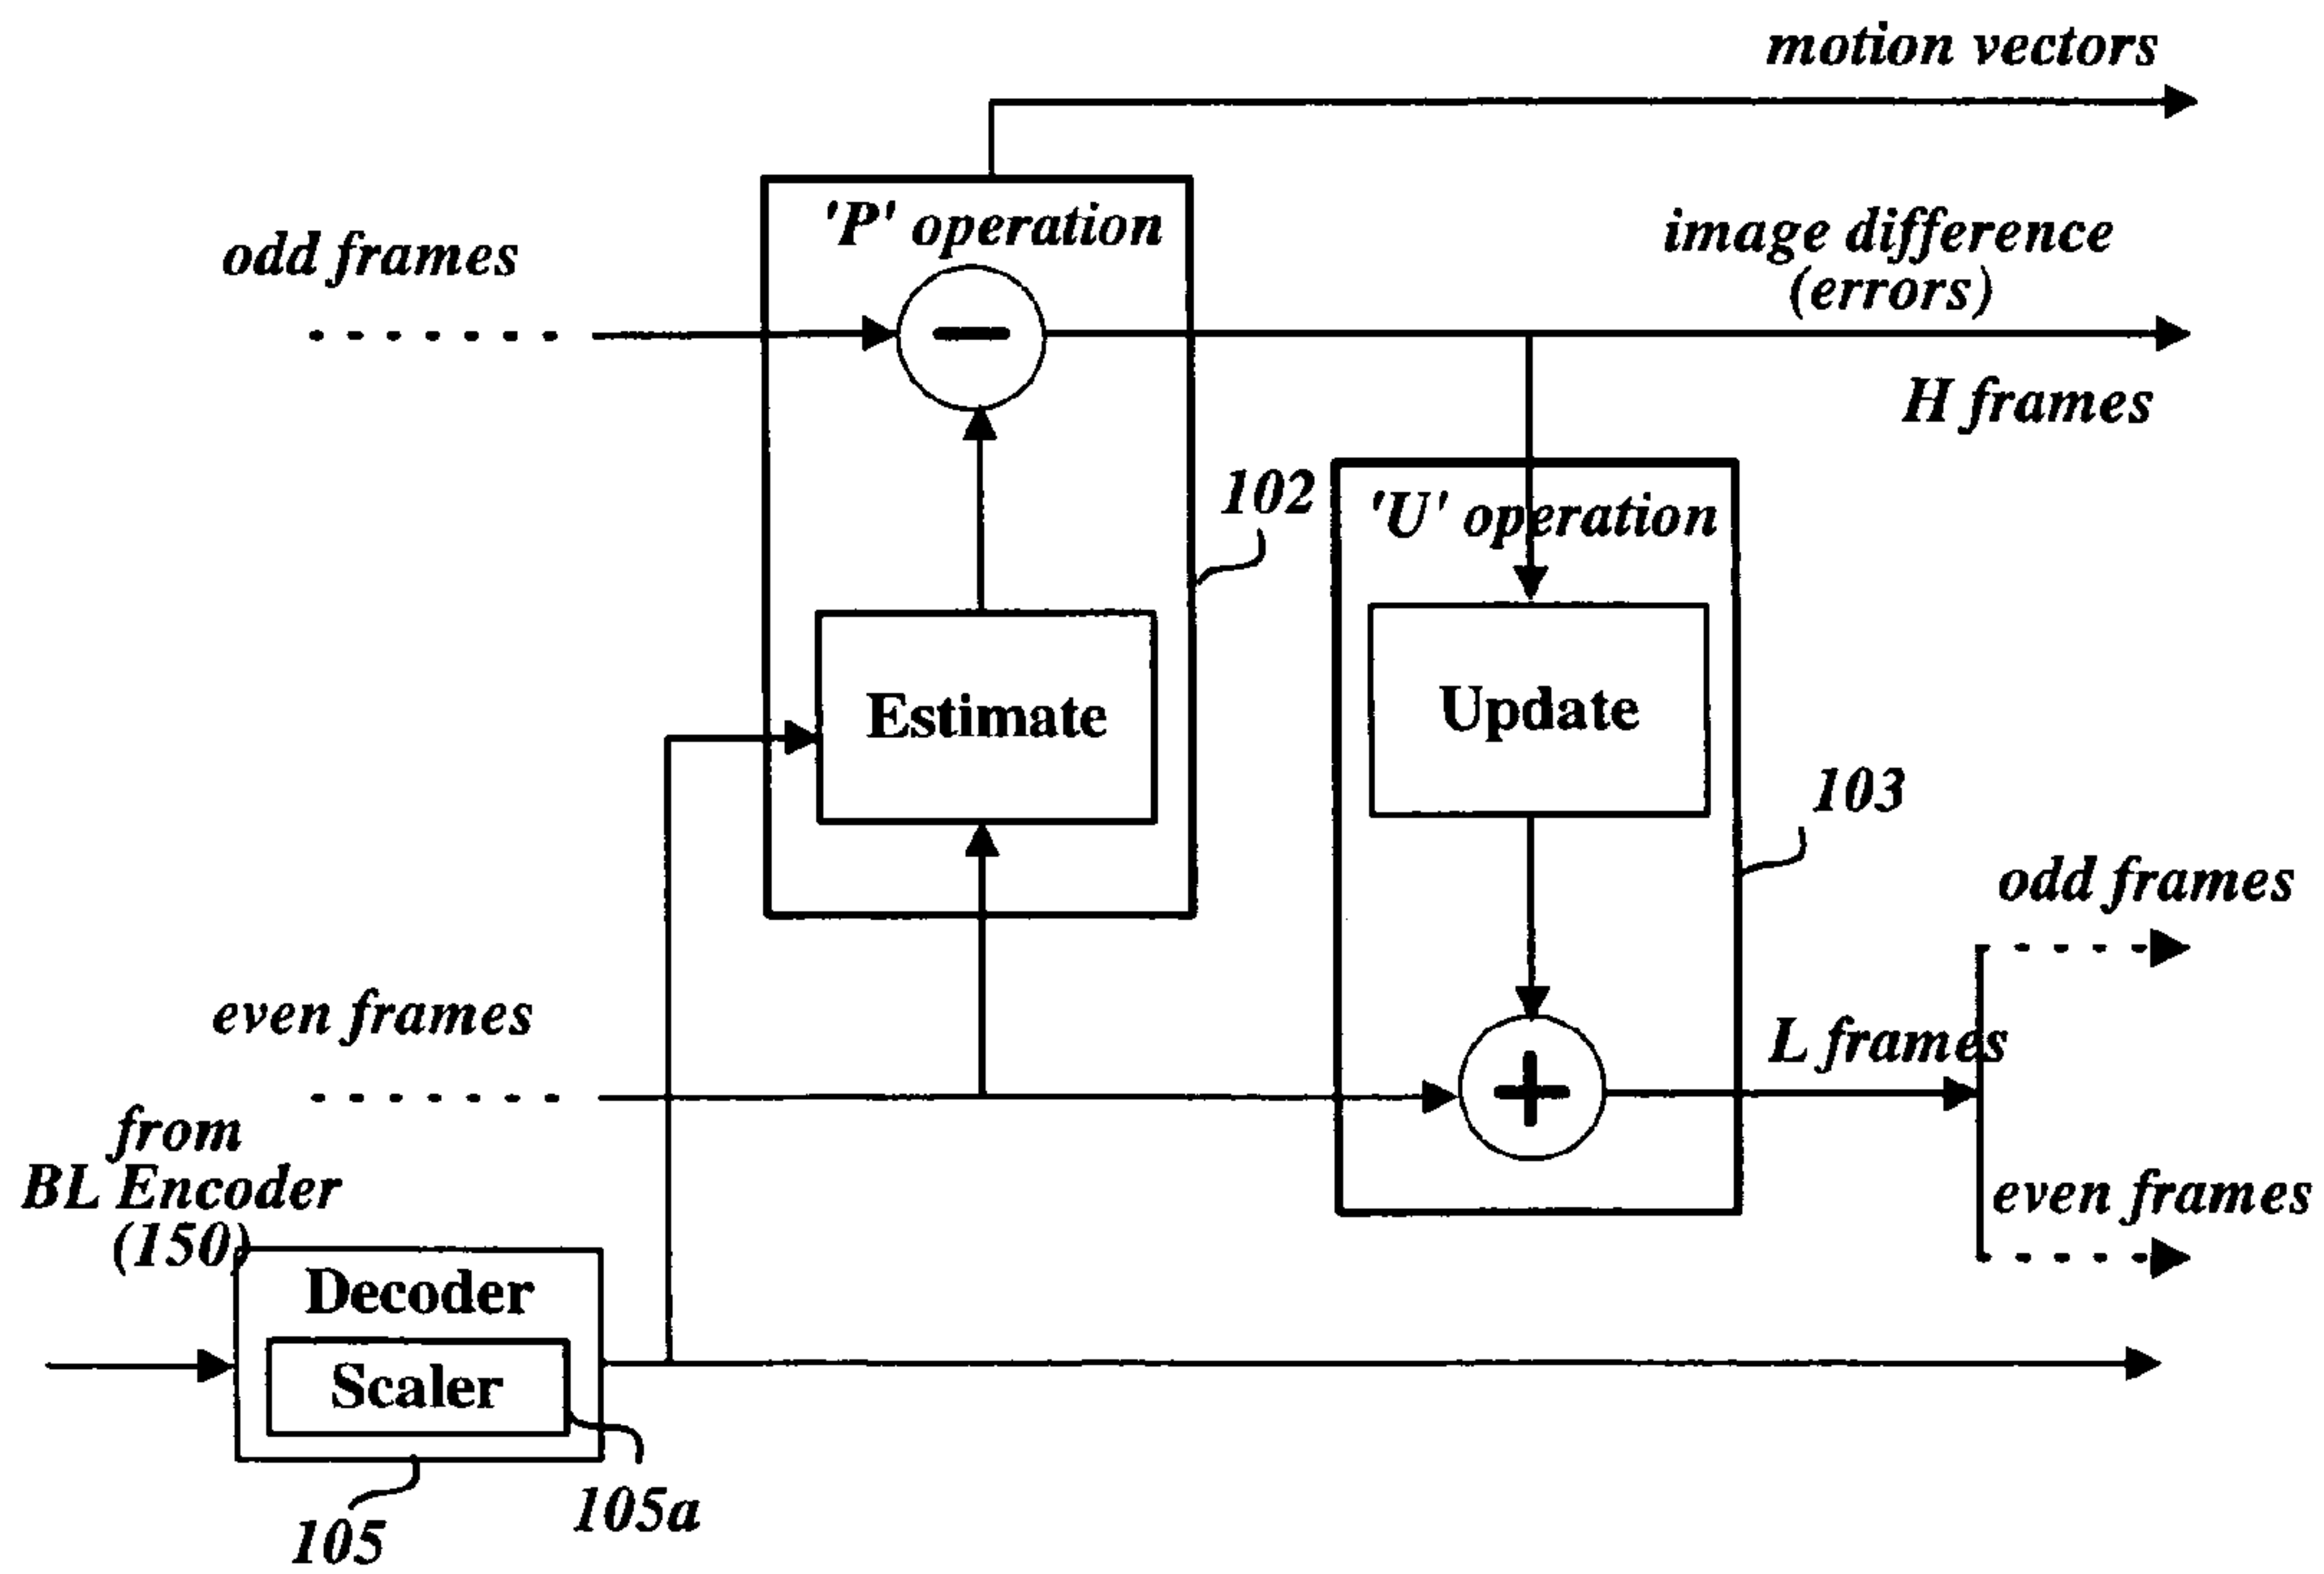 motion vectors
'P' operation
odd frames
image difference
(errors)
H frames
102
'U' operation
Estimate
Update
103
odd frames
even frames
L frames
from
BL Encoder
(150)
even frames
Decoder
Scaler
105a
105